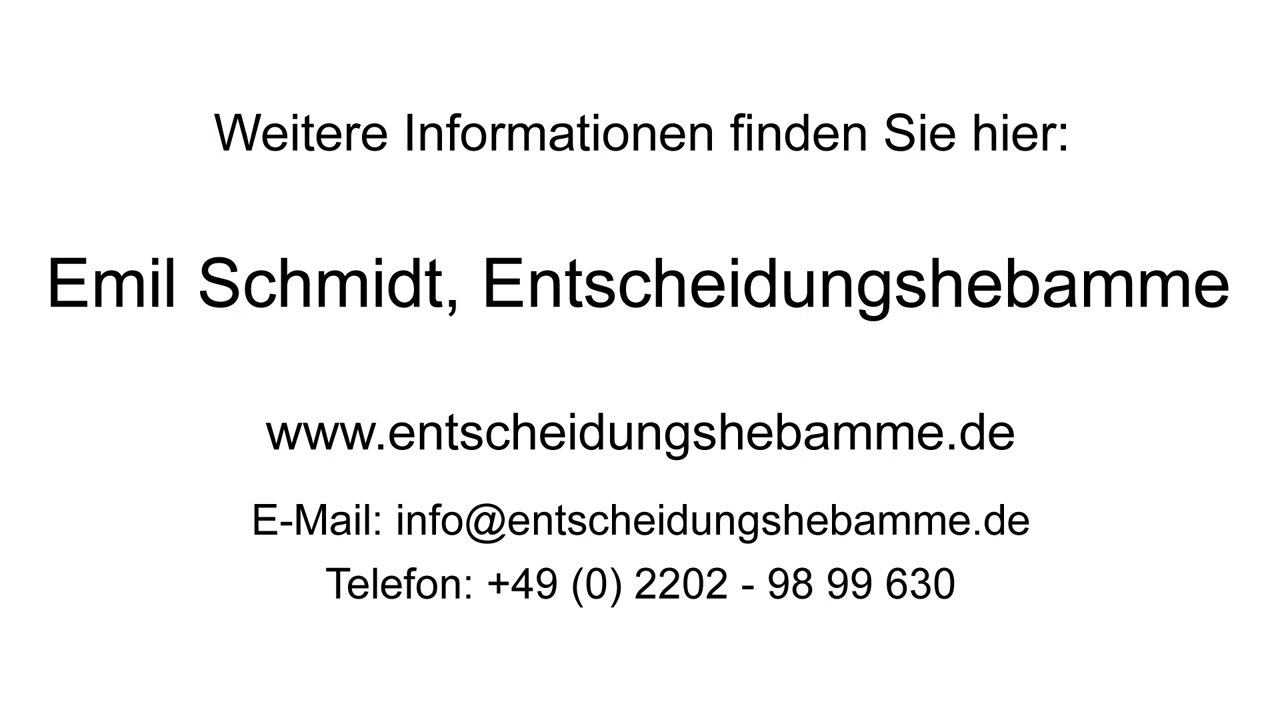 Weitere Informationen finden Sie hier:
Emil Schmidt, Entscheidungshebamme
www.entscheidungshebamme.de
E-Mail: info@entscheidungshebamme.de
Telefon: +49 (0) 2202 - 98 99 630